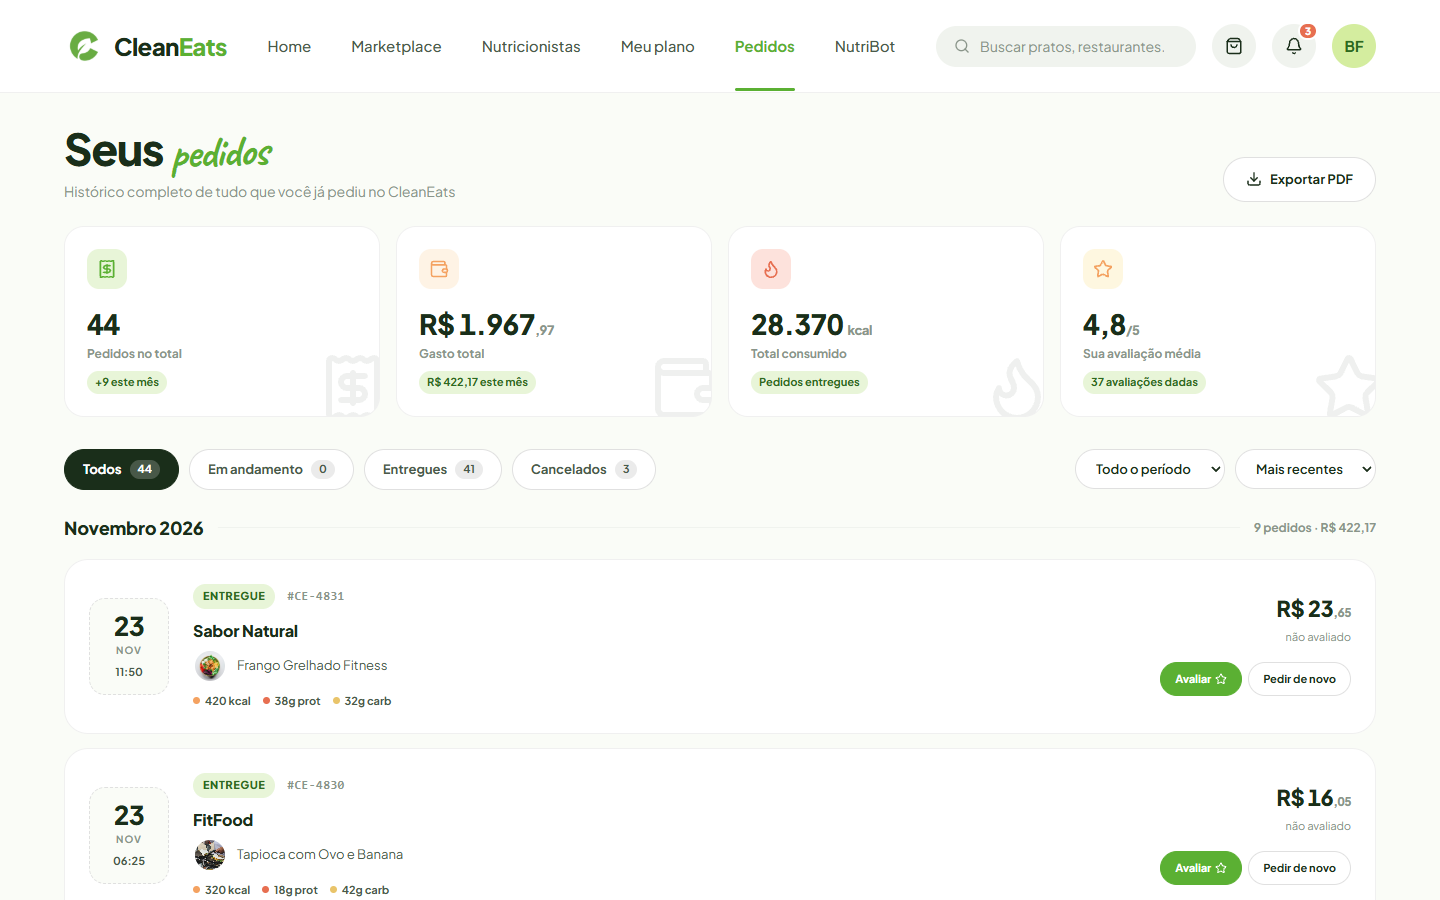 CleanEats Home Marketplace Nutricionistas Meu plano Pedidos NutriBot Buscar pratos, restaurantes. 3 BF
Seus pedidos
Histórico completo de tudo que você já pediu no CleanEats
Exportar PDF
44
Pedidos no total
+9 este mês
R$ 1.967,97
Gasto total
R$ 422,17 este mês
28.370 kcal
Total consumido
Pedidos entregues
4,8/5
Sua avaliação média
37 avaliações dadas
Todos 44 Em andamento 0 Entregues 41 Cancelados 3 Todo o período Mais recentes
Novembro 2026 9 pedidos · R$ 422,17
23
NOV
11:50
ENTREGUE #CE-4831
Sabor Natural
Frango Grelhado Fitness
420 kcal 38g prot 32g carb
R$ 23,65
não avaliado
Avaliar Pedir de novo
23
NOV
06:25
ENTREGUE #CE-4830
FitFood
Tapioca com Ovo e Banana
320 kcal 18g prot 42g carb
R$ 16,05
não avaliado
Avaliar Pedir de novo